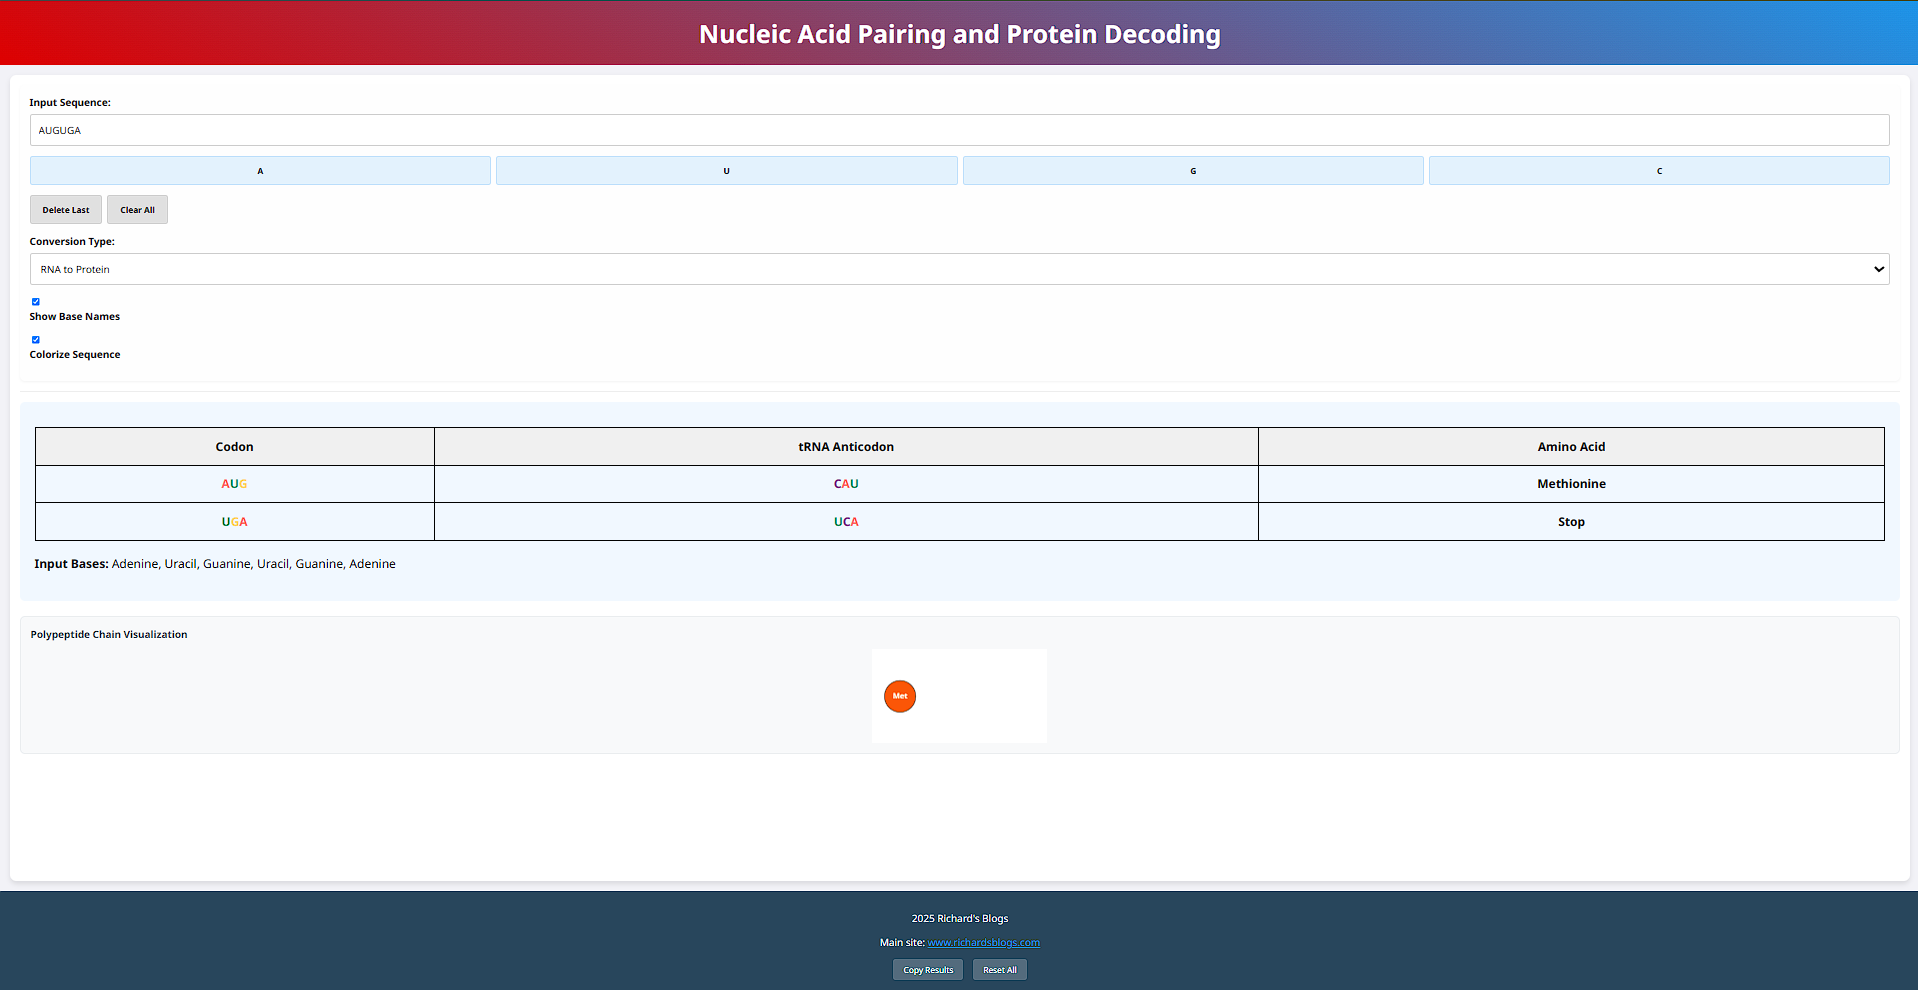 Nucleic Acid Pairing and Protein Decoding
Input Sequence:
AUGUGA
A U G C
Delete Last Clear All
Conversion Type:
RNA to Protein
Show Base Names
Colorize Sequence
Codon tRNA Anticodon Amino Acid
AUG CAU Methionine
UGA UCA Stop
Input Bases: Adenine, Uracil, Guanine, Uracil, Guanine, Adenine
Polypeptide Chain Visualization
Met
2025 Richard's Blogs
Main site: www.richardsblogs.com
Copy Results Reset All